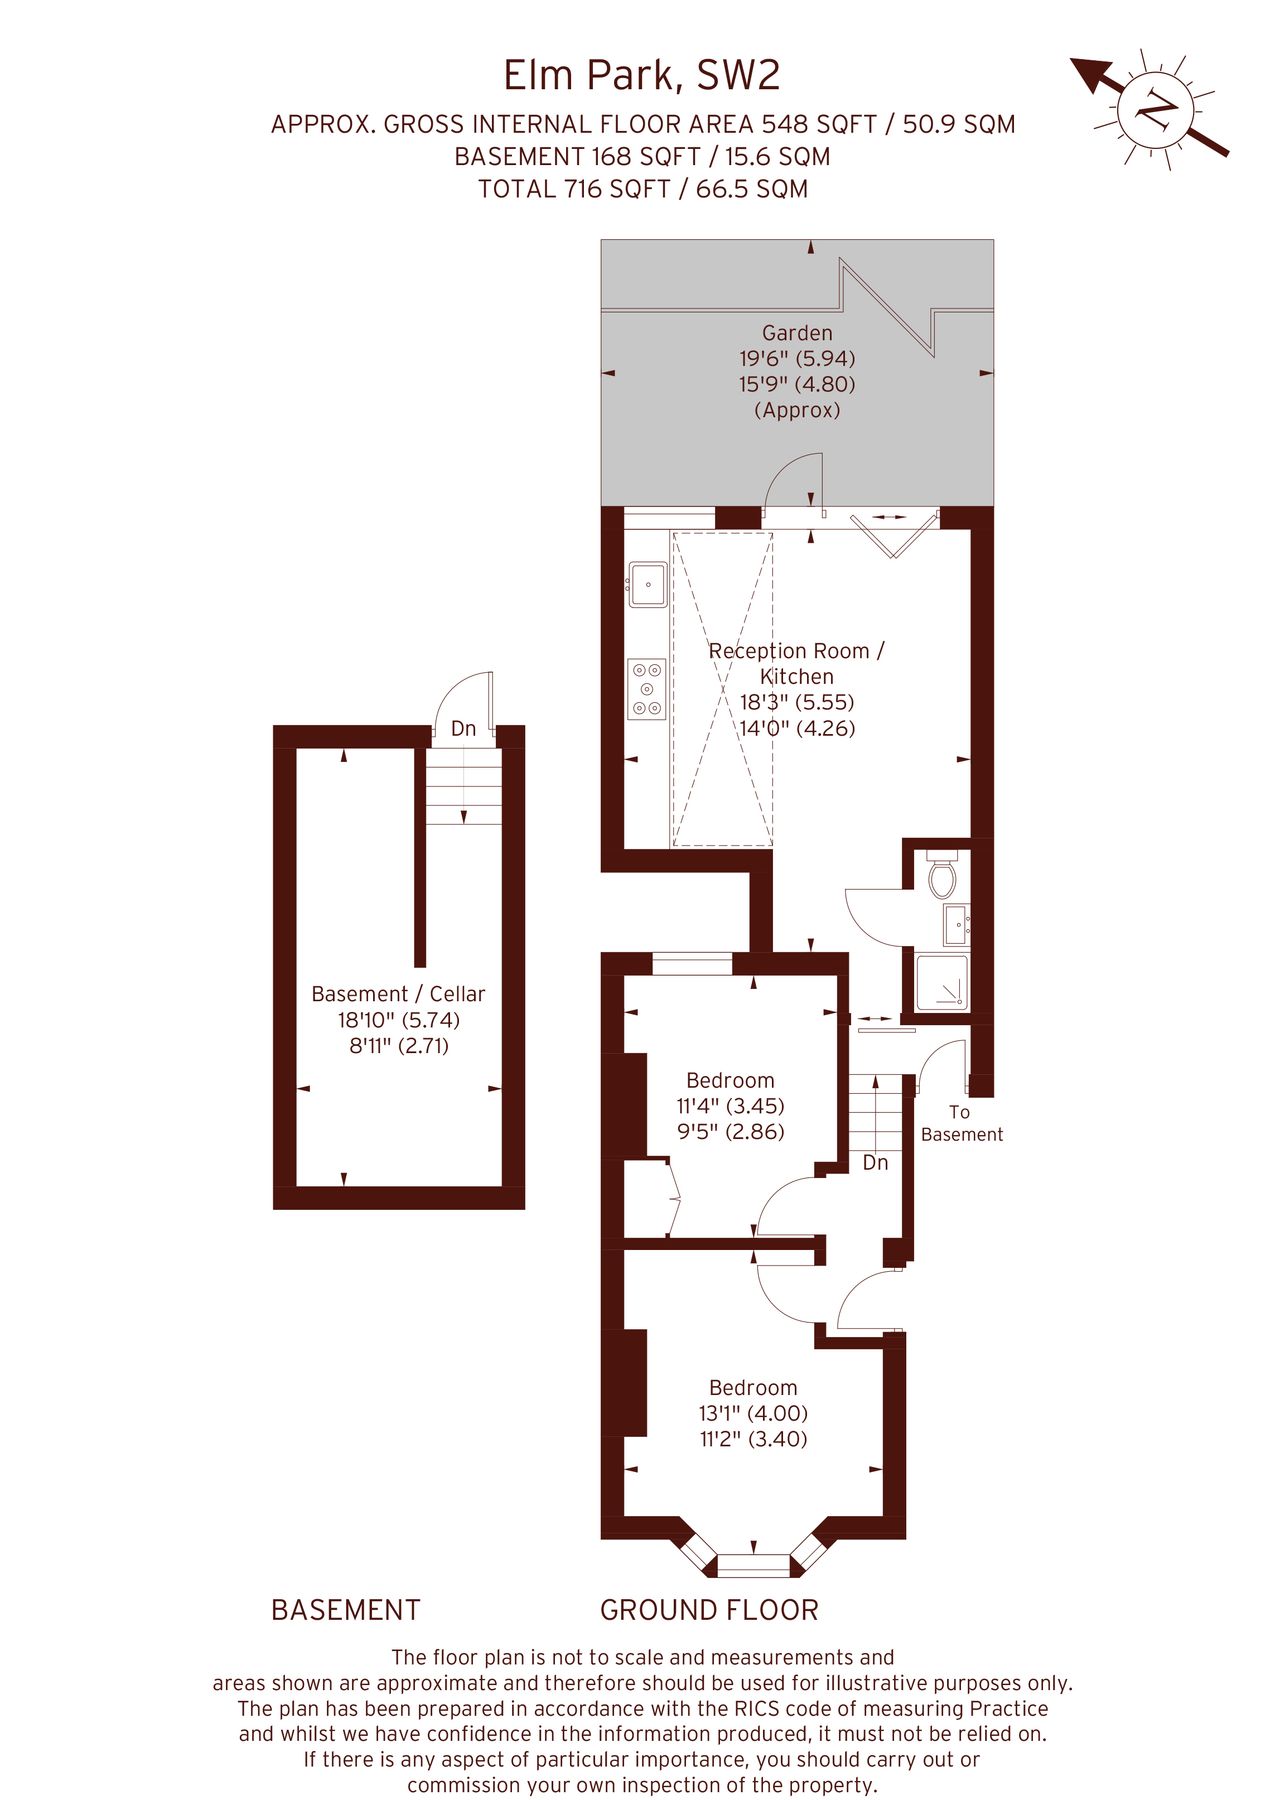 Elm Park, SW2
APPROX. GROSS INTERNAL FLOOR AREA 548 SQFT / 50.9 SQM
BASEMENT 168 SQFT / 15.6 SQM
TOTAL 716 SQFT / 66.5 SQM
N
Garden
19'6" (5.94)
15'9" (4.80)
(Approx)
Reception Room /
Kitchen
18'3" (5.55)
14'0" (4.26)
Dn
Basement / Cellar
18'10" (5.74)
8'11" (2.71)
Bedroom
11'4" (3.45)
9'5" (2.86)
To
Basement
Dn
Bedroom
13'1" (4.00)
11'2" (3.40)
BASEMENT
GROUND FLOOR
The floor plan is not to scale and measurements and
areas shown are approximate and therefore should be used for illustrative purposes only.
The plan has been prepared in accordance with the RICS code of measuring Practice
and whilst we have confidence in the information produced, it must not be relied on.
If there is any aspect of particular importance, you should carry out or
commission your own inspection of the property.